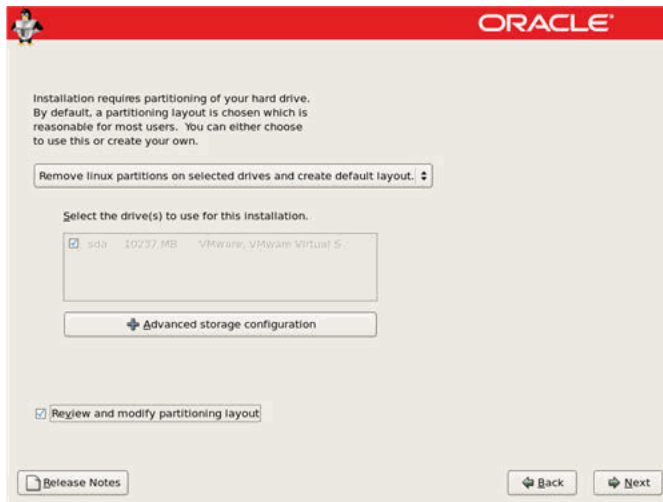 ORACLE
Installation requires partitioning of your hard drive.
By default, a partitioning layout is chosen which is
reasonable for most users. You can either choose
to use this or create your own.
Remove linux partitions on selected drives and create default layout.
Select the drive(s) to use for this installation.
sda 10237 MB VMware, VMwam Virtual S
Advanced storage configuration
Review and modify partitioning layout
Release Notes
Back
Next